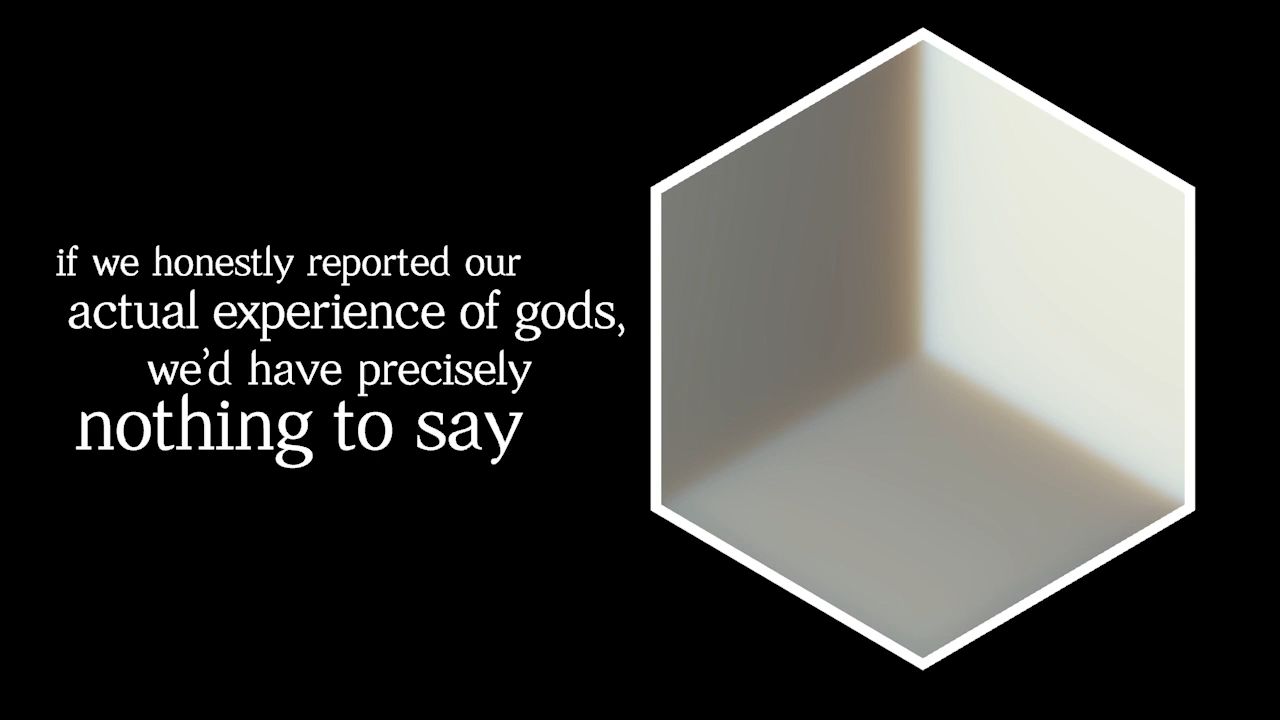 if we honestly reported our
actual experience of gods,
we’d have precisely
nothing to say